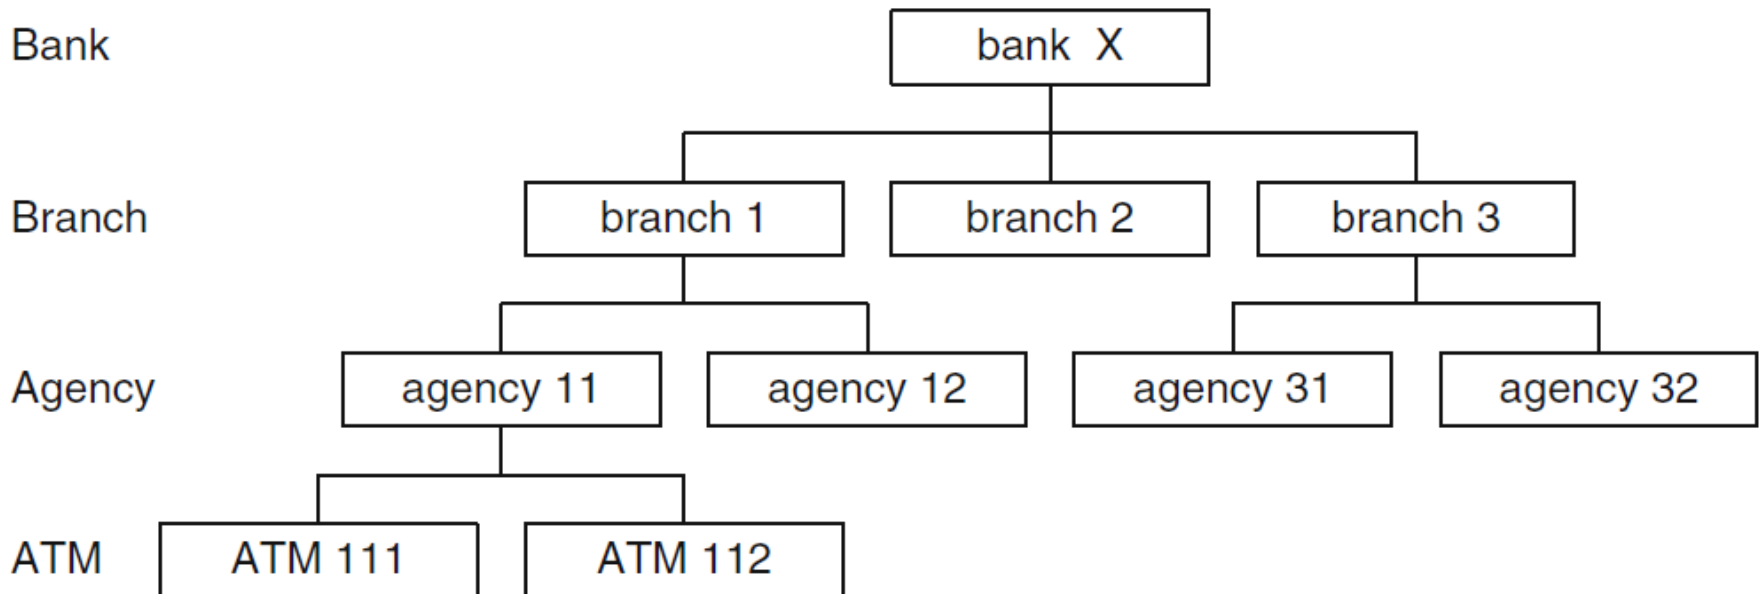 Bank
bank X
Branch
branch 1
branch 2
branch 3
Agency
agency 11
agency 12
agency 31
agency 32
ATM
ATM 111
ATM 112